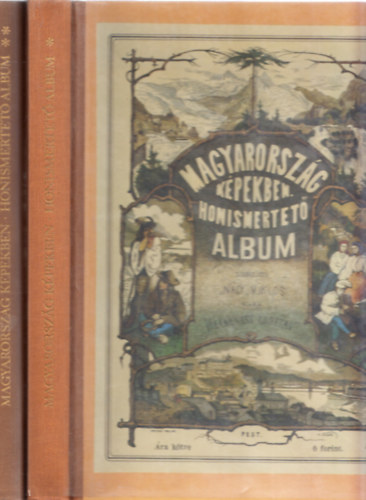 MAGYARORSZÁG KÉPEKBEN - HONISMERTETŐ ALBUM **
MAGYARORSZÁG KÉPEKBEN HONISMERTETŐ ALBUM *
MAGYARORSZÁG
KÉPEKBEN.
HONISMERTETŐ
ALBUM
PEST.
Ára kötve
6 forint.